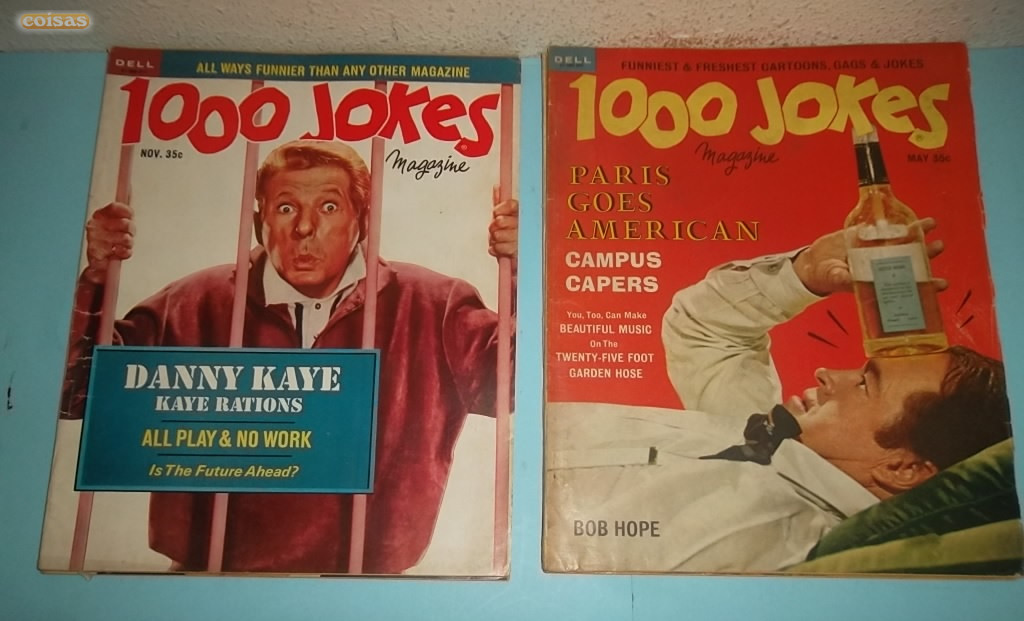 coisas
DELL
ALL WAYS FUNNIER THAN ANY OTHER MAGAZINE
1000 JOKES
NOV. 35c
Magazine
DANNY KAYE
KAYE RATIONS
ALL PLAY & NO WORK
Is The Future Ahead?
DELL
FUNNIEST & FRESHEST CARTOONS, GAGS & JOKES
1000 JOKES
Magazine
MAY 35c
PARIS
GOES
AMERICAN
CAMPUS
CAPERS
You, Too, Can Make
BEAUTIFUL MUSIC
On The
TWENTY-FIVE FOOT
GARDEN HOSE
BOB HOPE